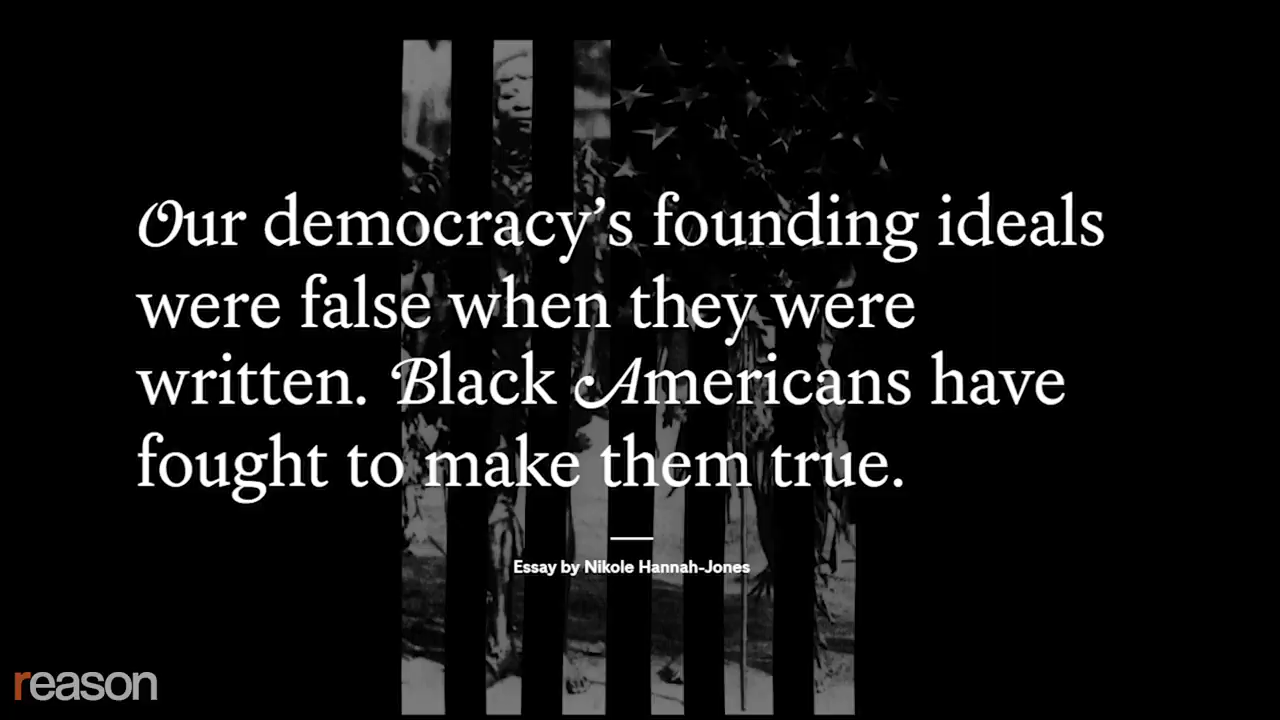 Our democracy’s founding ideals
were false when they were
written. Black Americans have
fought to make them true.
Essay by Nikole Hannah-Jones
reason